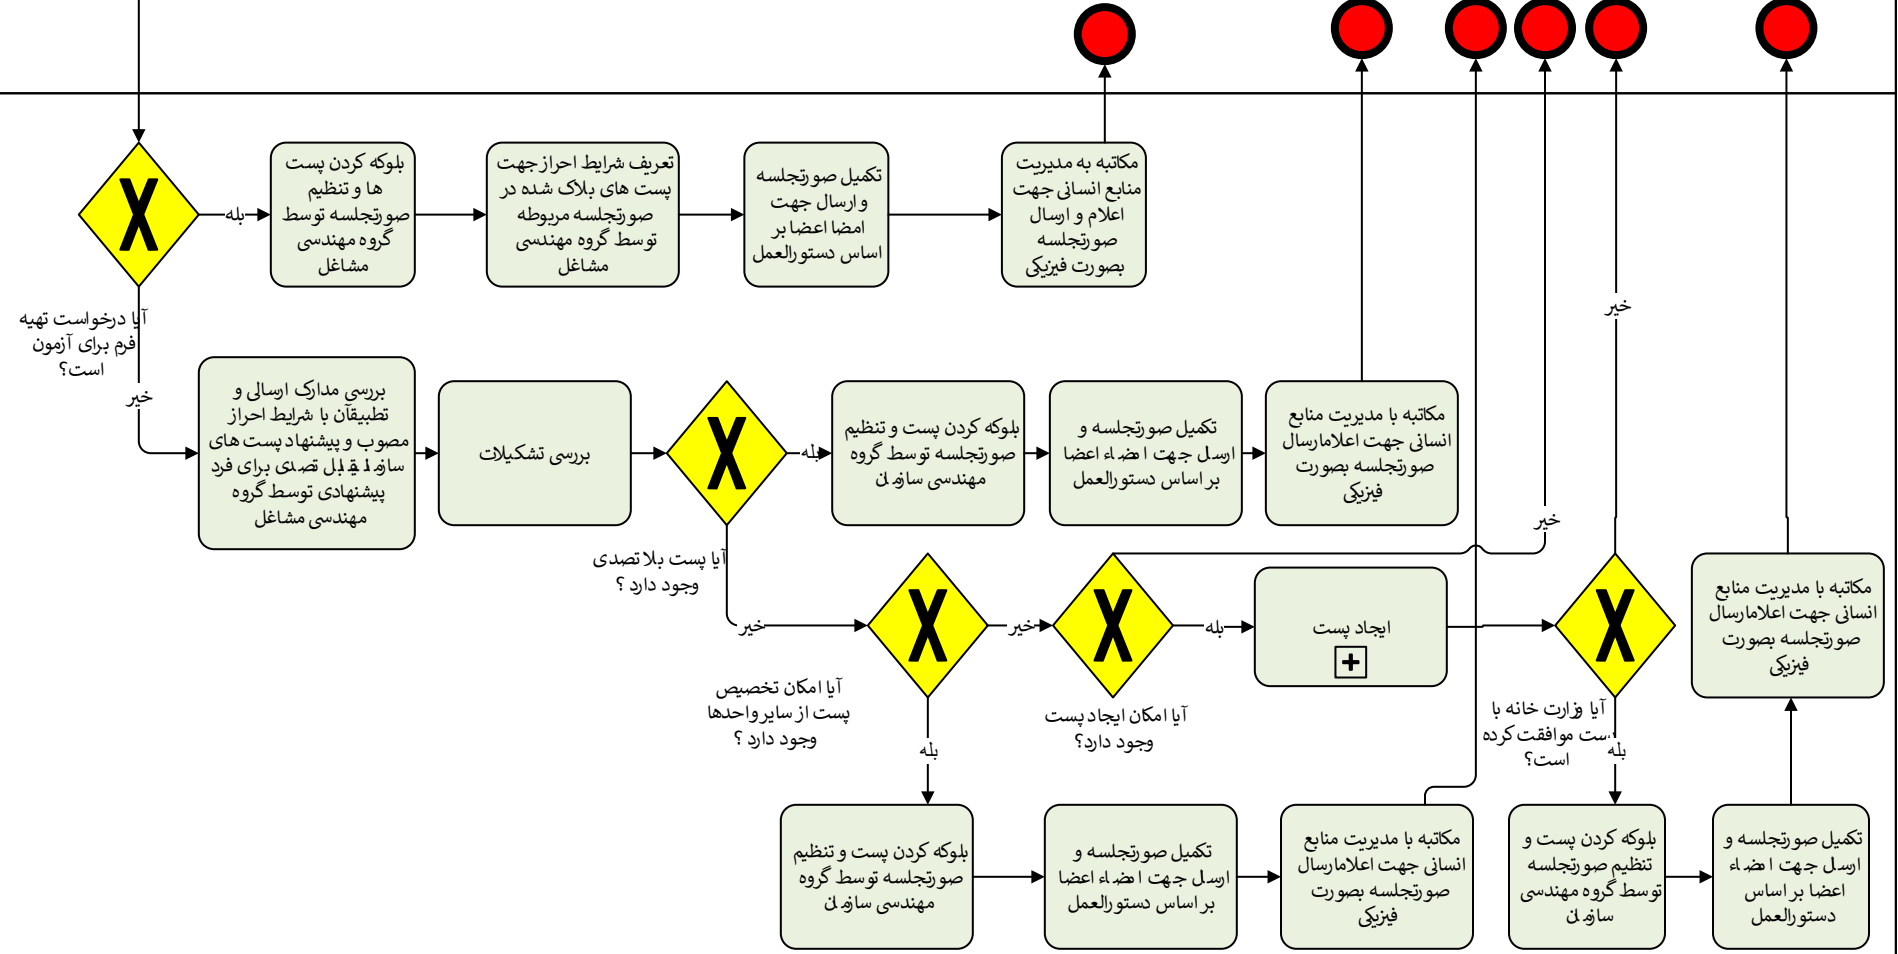 بله
بلوکه کردن پست
ها و تنظیم
صورتجلسه توسط
گروه مهندسی
مشاغل
تعریف شرایط احراز جهت
پست های بلاک شده در
صورتجلسه مربوطه
توسط گروه مهندسی
مشاغل
تکمیل صورتجلسه
و ارسال جهت
امضا اعضا بر
اساس دستورالعمل
مکاتبه به مدیریت
منابع انسانی جهت
اعلام و ارسال
صورتجلسه
بصورت فیزیکی
آیا درخواست تهیه
فرم برای آزمون
است؟
خیر
خیر
بررسی مدارک ارسالی و
تطبیقآن با شرایط احراز
مصوب و پیشنهاد پست های
سازمان قابل تصدی برای فرد
پیشنهادی توسط گروه
مهندسی مشاغل
بررسی تشکیلات
بله
بلوکه کردن پست و تنظیم
صورتجلسه توسط گروه
مهندسی سازمان
تکمیل صورتجلسه و
ارسال جهت امضاء اعضا
بر اساس دستورالعمل
مکاتبه با مدیریت منابع
انسانی جهت اعلامارسال
صورتجلسه بصورت
فیزیکی
خیر
آیا پست بلا تصدی
وجود دارد ؟
خیر
خیر
بله
ایجاد پست
مکاتبه با مدیریت منابع
انسانی جهت اعلامارسال
صورتجلسه بصورت
فیزیکی
آیا امکان تخصیص
پست از سایر واحدها
وجود دارد ؟
بله
آیا امکان ایجاد پست
وجود دارد؟
آیا وزارت خانه با
ست موافقت کرده
است؟
بله
بلوکه کردن پست و تنظیم
صورتجلسه توسط گروه
مهندسی سازمان
تکمیل صورتجلسه و
ارسال جهت امضاء اعضا
بر اساس دستورالعمل
مکاتبه با مدیریت منابع
انسانی جهت اعلامارسال
صورتجلسه بصورت
فیزیکی
بلوکه کردن پست و
تنظیم صورتجلسه
توسط گروه مهندسی
سازمان
تکمیل صورتجلسه و
ارسال جهت امضاء
اعضا بر اساس
دستورالعمل